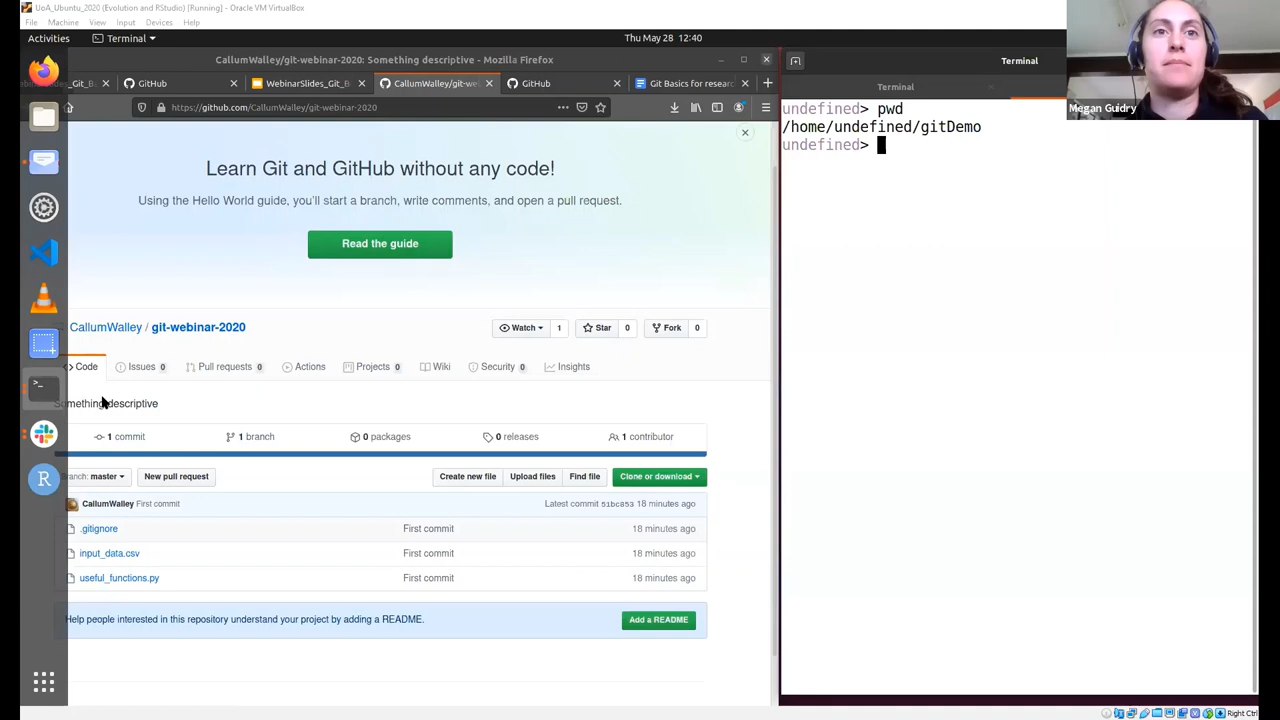 UoA_Ubuntu_2020 (Evolution and RStudio) [Running] - Oracle VM VirtualBox
File Machine View Input Devices Help
Activities Terminal Thu May 28 12:40
CallumWalley/git-webinar-2020: Something descriptive - Mozilla Firefox
GitHub WebinarSlides_Git_B CallumWalley/git-we GitHub Git Basics for resear
https://github.com/CallumWalley/git-webinar-2020
Learn Git and GitHub without any code!
Using the Hello World guide, you'll start a branch, write comments, and open a pull request.
Read the guide
CallumWalley / git-webinar-2020
Watch 1 Star 0 Fork 0
Code Issues 0 Pull requests 0 Actions Projects 0 Wiki Security 0 Insights
Something descriptive
1 commit 1 branch 0 packages 0 releases 1 contributor
Branch: master New pull request Create new file Upload files Find file Clone or download
CallumWalley First commit Latest commit 51bc853 18 minutes ago
.gitignore First commit 18 minutes ago
input_data.csv First commit 18 minutes ago
useful_functions.py First commit 18 minutes ago
Help people interested in this repository understand your project by adding a README. Add a README
Terminal
Terminal
undefined> pwd
/home/undefined/gitDemo
undefined>
Megan Guidry
Right Ctrl